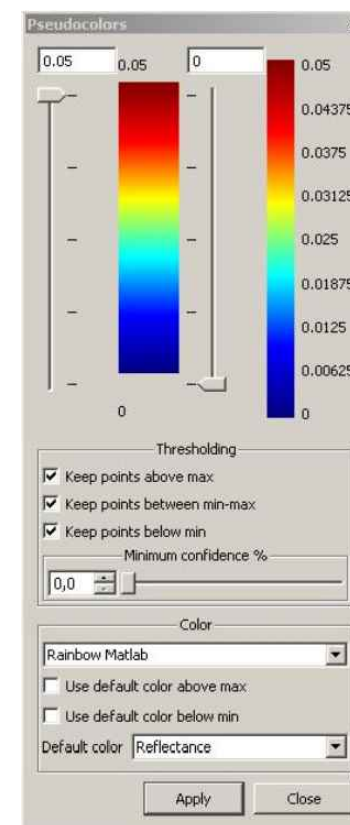 Pseudocolors
0.05 0.05 0 0.05
0.04375
0.0375
0.03125
0.025
0.01875
0.0125
0.00625
0 0
Thresholding
Keep points above max
Keep points between min-max
Keep points below min
Minimum confidence %
0,0
Color
Rainbow Matlab
Use default color above max
Use default color below min
Default color Reflectance
Apply Close